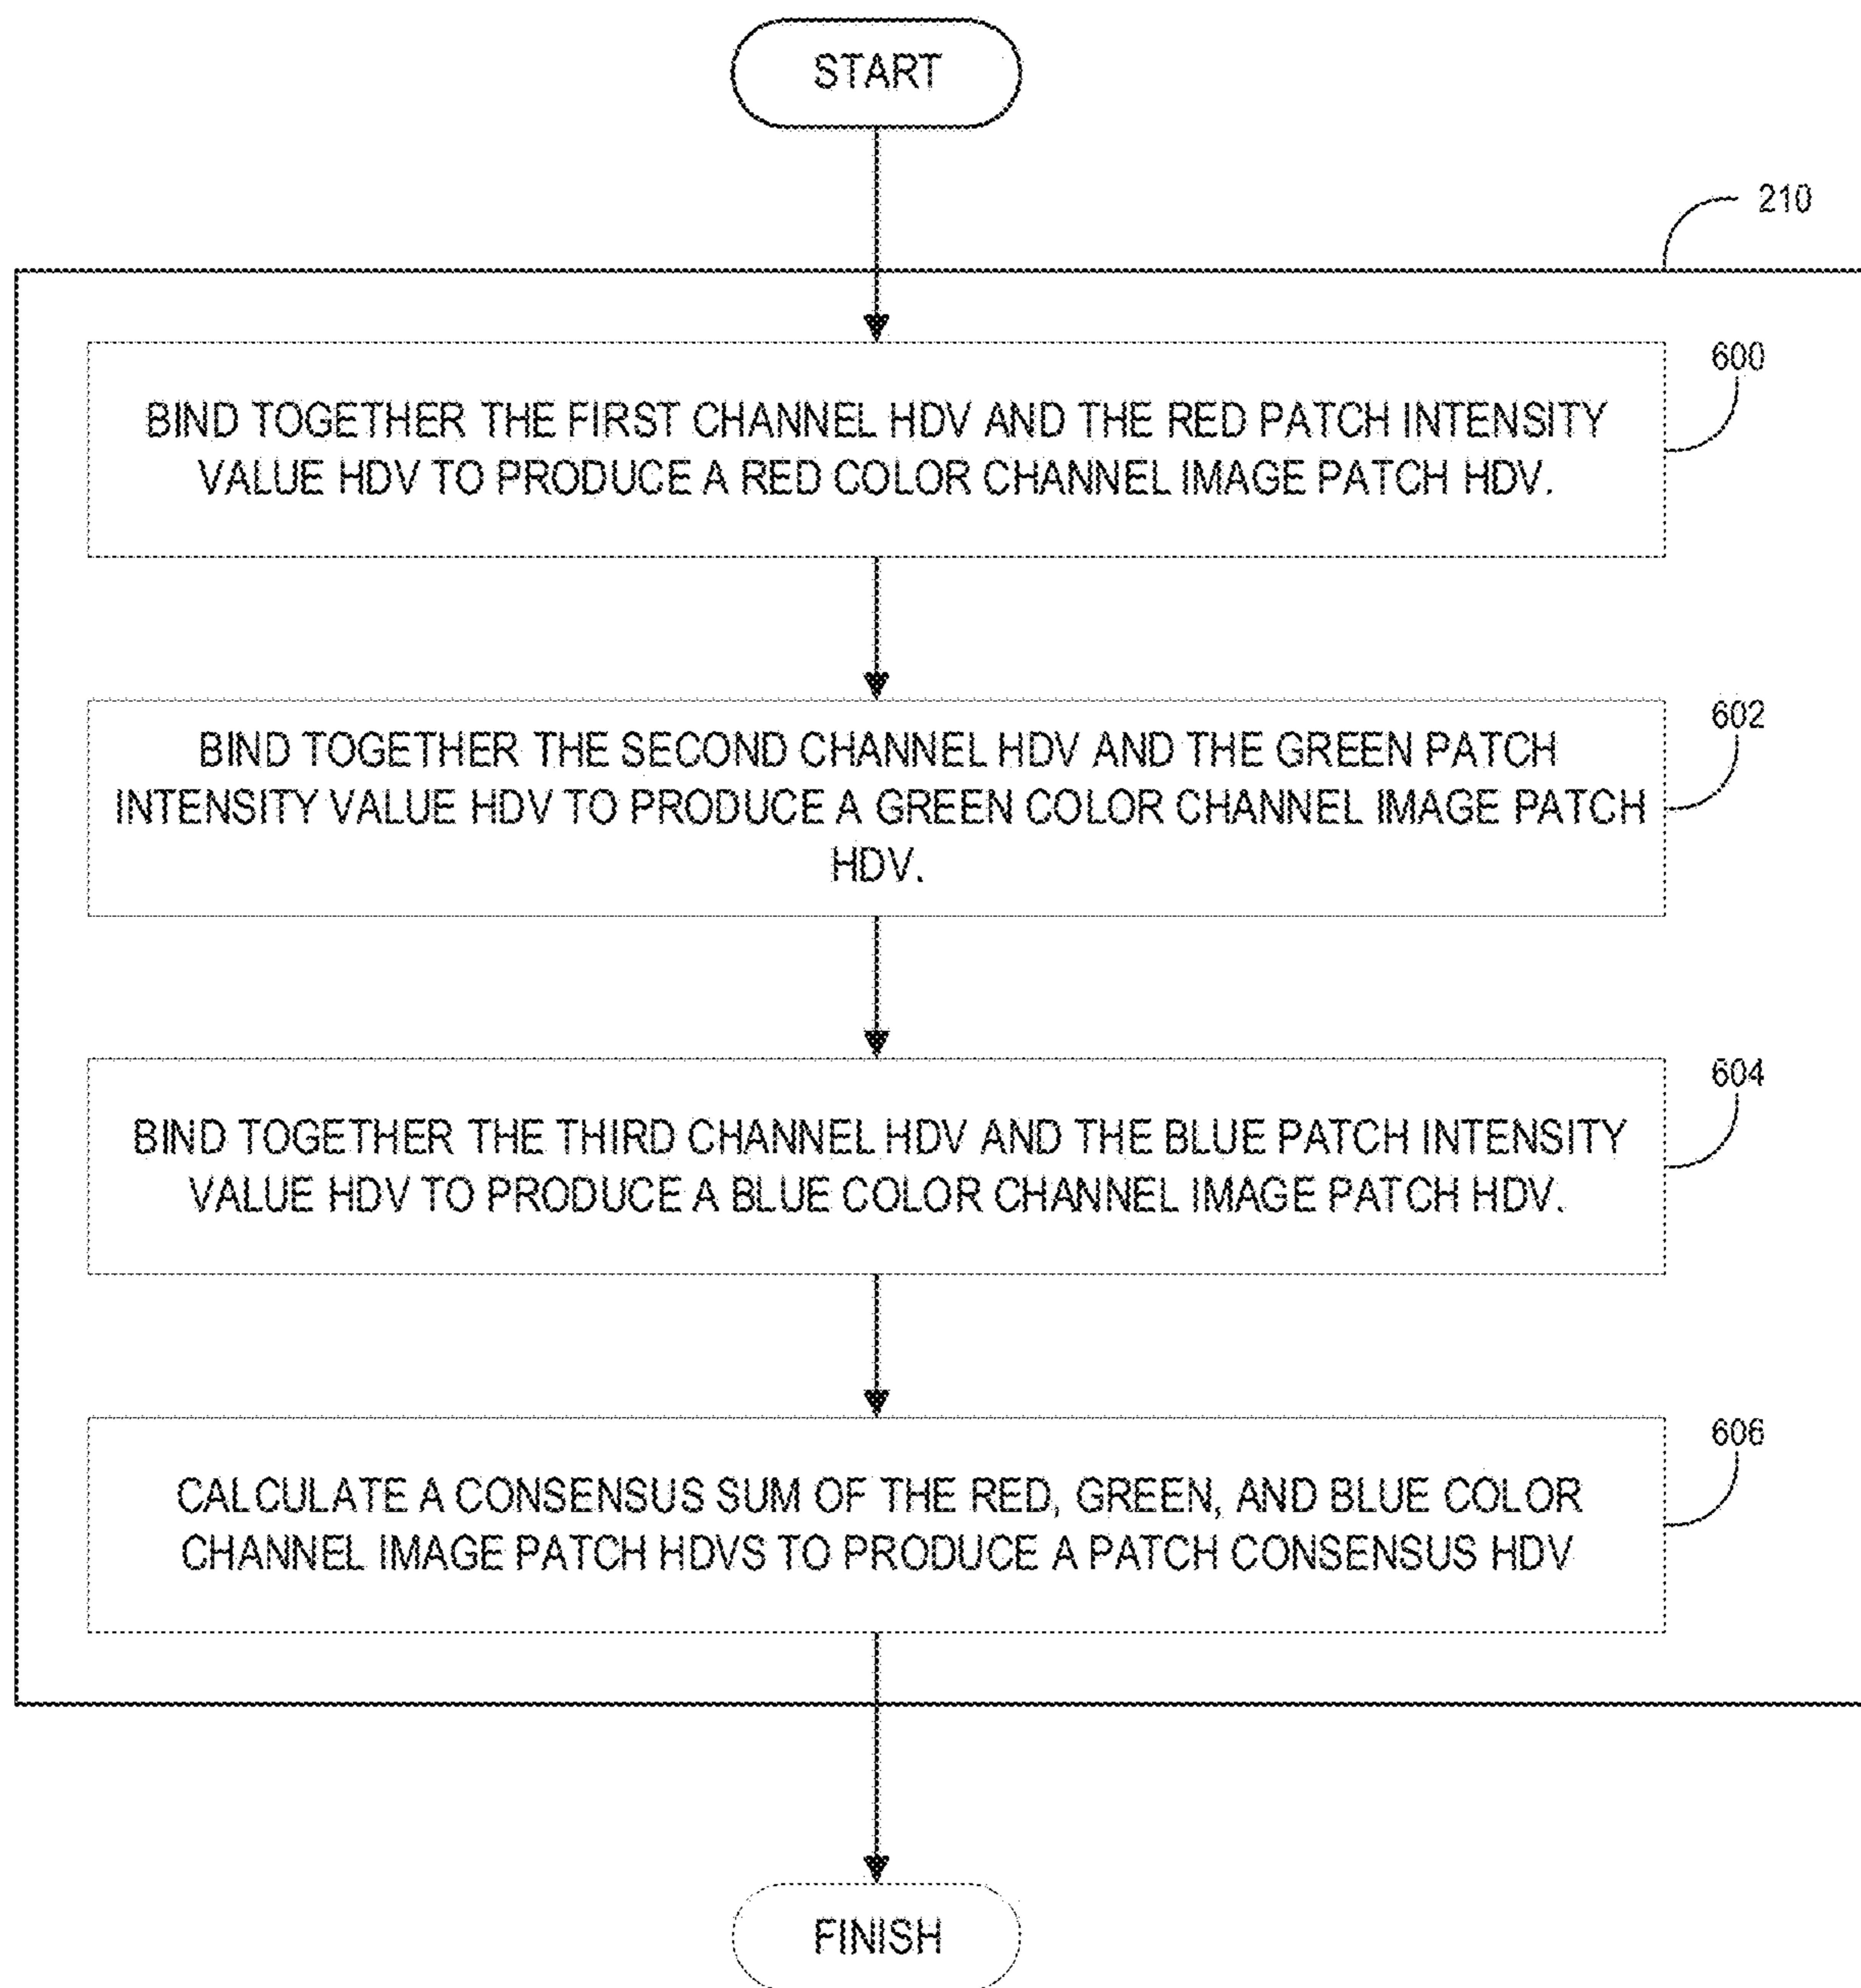 START
210
600
BIND TOGETHER THE FIRST CHANNEL HDV AND THE RED PATCH INTENSITY
VALUE HDV TO PRODUCE A RED COLOR CHANNEL IMAGE PATCH HDV.
602
BIND TOGETHER THE SECOND CHANNEL HDV AND THE GREEN PATCH
INTENSITY VALUE HDV TO PRODUCE A GREEN COLOR CHANNEL IMAGE PATCH
HDV.
604
BIND TOGETHER THE THIRD CHANNEL HDV AND THE BLUE PATCH INTENSITY
VALUE HDV TO PRODUCE A BLUE COLOR CHANNEL IMAGE PATCH HDV.
606
CALCULATE A CONSENSUS SUM OF THE RED, GREEN, AND BLUE COLOR
CHANNEL IMAGE PATCH HDVS TO PRODUCE A PATCH CONSENSUS HDV
FINISH